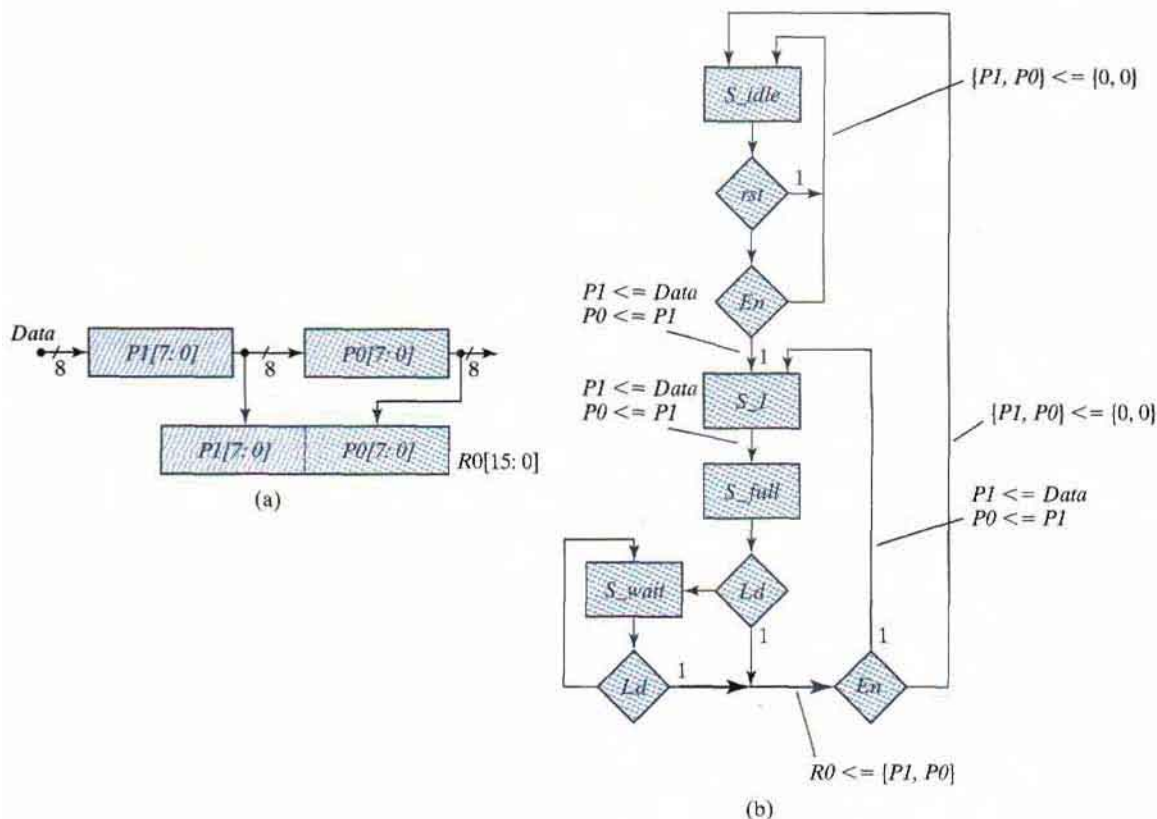 Data
8
P1[7: 0]
8
P0[7: 0]
8
P1[7: 0]
P0[7: 0]
R0[15: 0]
(a)
S_idle
{P1, P0} <= {0, 0}
rst
1
En
P1 <= Data
P0 <= P1
1
P1 <= Data
P0 <= P1
S_1
{P1, P0} <= {0, 0}
S_full
P1 <= Data
P0 <= P1
S_wait
Ld
1
1
Ld
1
En
R0 <= {P1, P0}
(b)